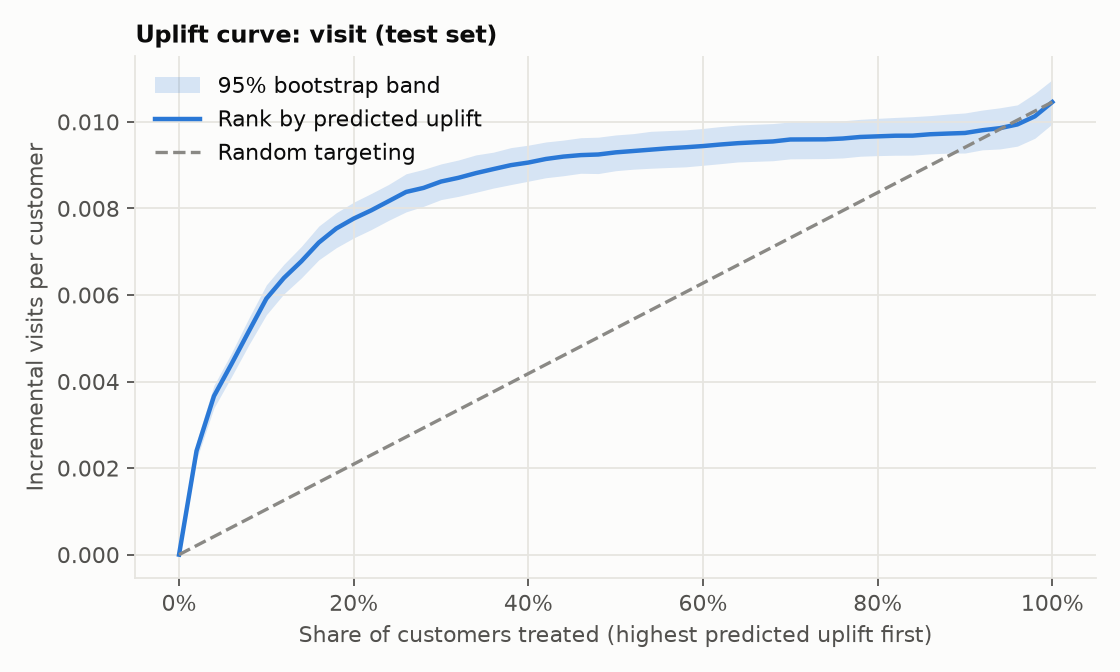 Uplift curve: visit (test set)
95% bootstrap band
Rank by predicted uplift
Random targeting
Incremental visits per customer
0.010
0.008
0.006
0.004
0.002
0.000
0% 20% 40% 60% 80% 100%
Share of customers treated (highest predicted uplift first)